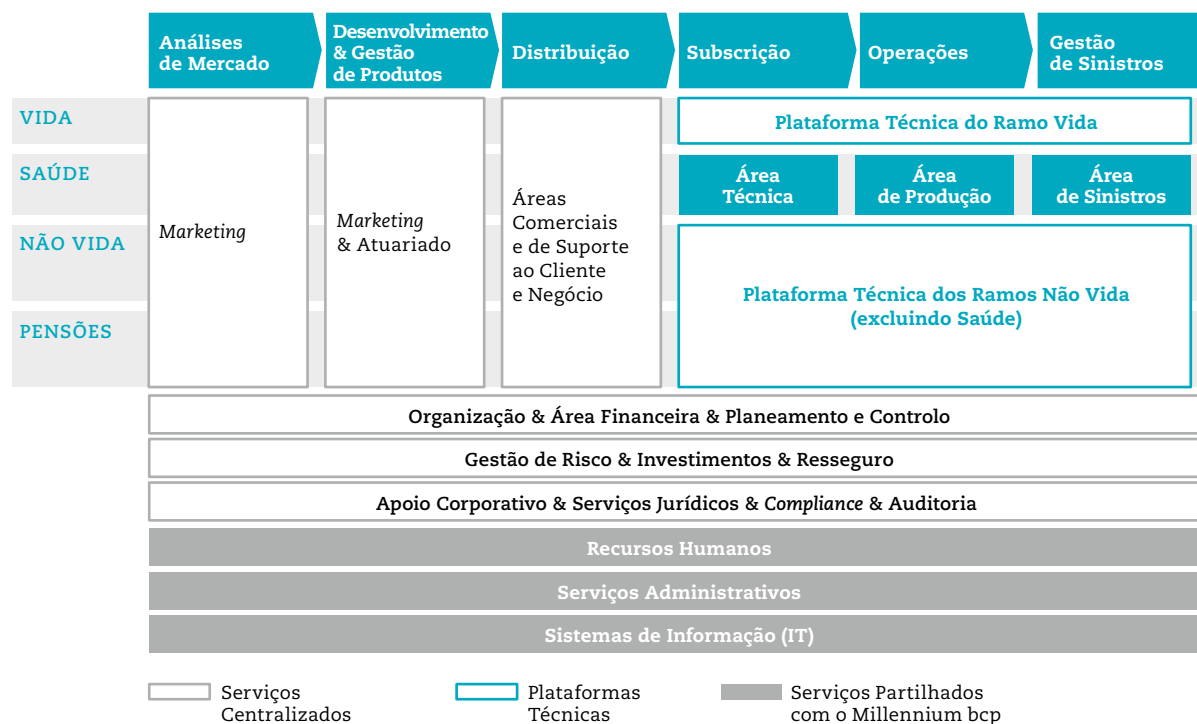 Análises
de Mercado
Desenvolvimento
& Gestão
de Produtos
Distribuição
Subscrição
Operações
Gestão
de Sinistros
VIDA
Plataforma Técnica do Ramo Vida
SAÚDE
Área
Técnica
Área
de Produção
Área
de Sinistros
Marketing
Marketing
& Atuariado
Áreas
Comerciais
e de Suporte
ao Cliente
e Negócio
NÃO VIDA
Plataforma Técnica dos Ramos Não Vida
(excluindo Saúde)
PENSÕES
Organização & Área Financeira & Planeamento e Controlo
Gestão de Risco & Investimentos & Resseguro
Apoio Corporativo & Serviços Jurídicos & Compliance & Auditoria
Recursos Humanos
Serviços Administrativos
Sistemas de Informação (IT)
Serviços
Centralizados
Plataformas
Técnicas
Serviços Partilhados
com o Millennium bcp